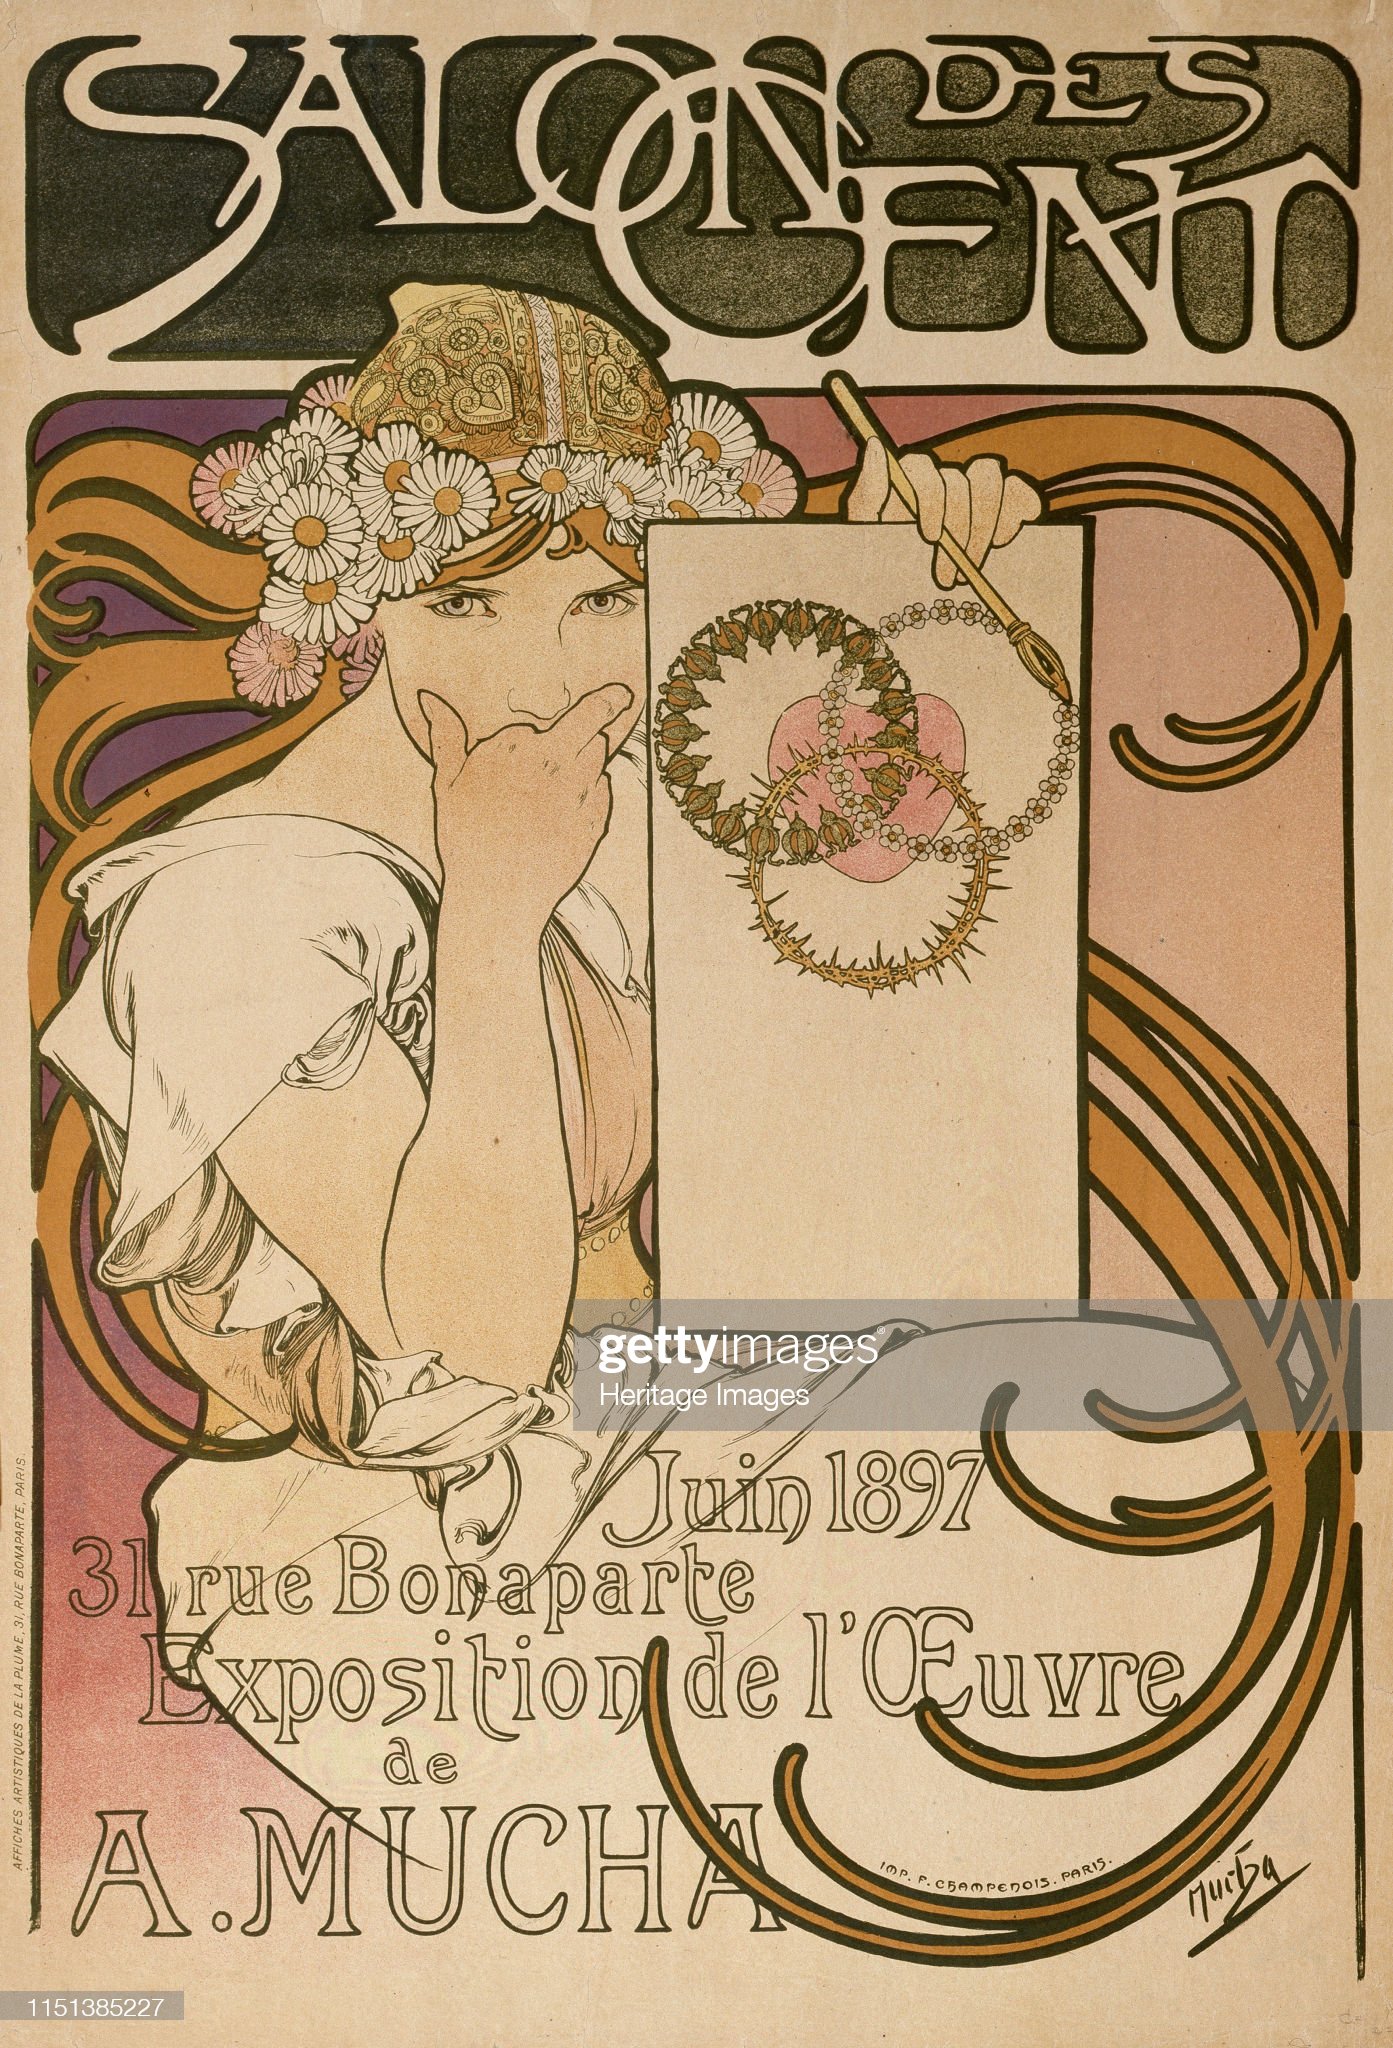 SALON DES
CENT
gettyimages®
Heritage Images
Juin 1897
31 rue Bonaparte
Exposition de l'Œuvre
de
A. MUCHA
IMP. F. CHAMPENOIS. PARIS.
Mucha
AFFICHES ARTISTIQUES DE LA PLUME, 31, RUE BONAPARTE, PARIS.
1151385227